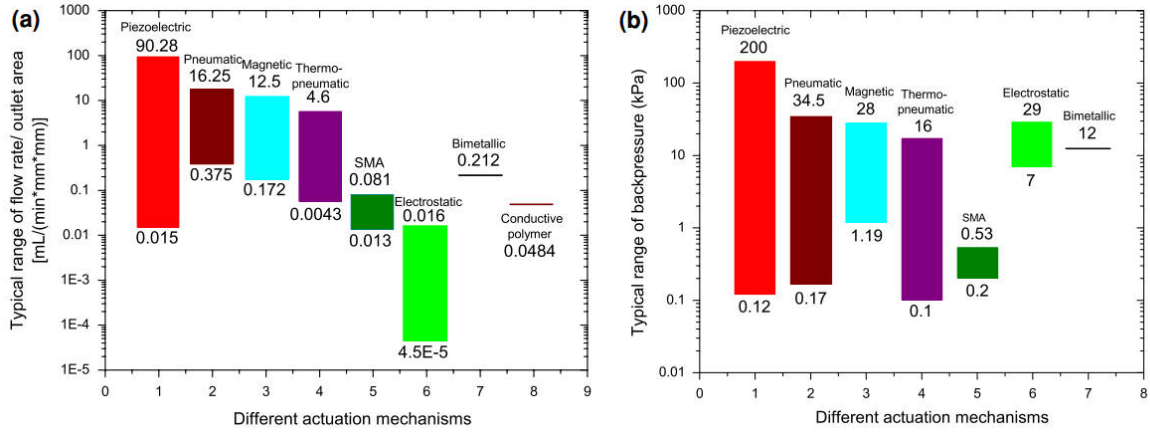 (a)
Typical range of flow rate/ outlet area
[mL/(min*mm*mm)]
1000
100
10
1
0.1
0.01
1E-3
1E-4
1E-5
Piezoelectric
90.28
0.015
Pneumatic
16.25
0.375
Magnetic
12.5
0.172
Thermo-
pneumatic
4.6
0.0043
SMA
0.081
0.013
Electrostatic
0.016
4.5E-5
Bimetallic
0.212
Conductive
polymer
0.0484
0 1 2 3 4 5 6 7 8 9
Different actuation mechanisms
(b)
Typical range of backpressure (kPa)
1000
100
10
1
0.1
0.01
Piezoelectric
200
0.12
Pneumatic
34.5
0.17
Magnetic
28
1.19
Thermo-
pneumatic
16
0.1
SMA
0.53
0.2
Electrostatic
29
7
Bimetallic
12
0 1 2 3 4 5 6 7 8
Different actuation mechanisms